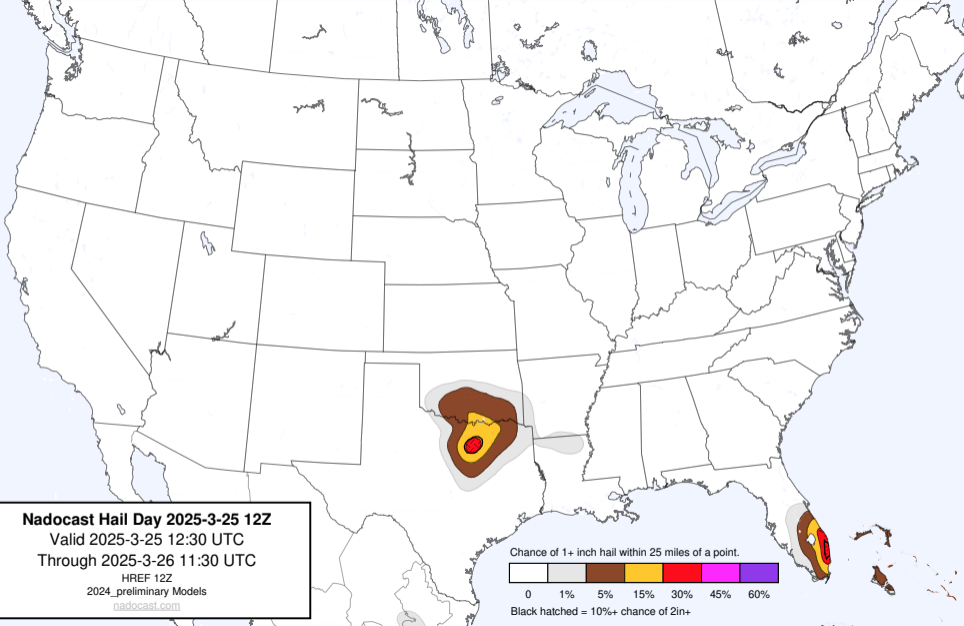 Nadocast Hail Day 2025-3-25 12Z
Valid 2025-3-25 12:30 UTC
Through 2025-3-26 11:30 UTC
HREF 12Z
2024_preliminary Models
nadocast.com
Chance of 1+ inch hail within 25 miles of a point.
0 1% 5% 15% 30% 45% 60%
Black hatched = 10%+ chance of 2in+